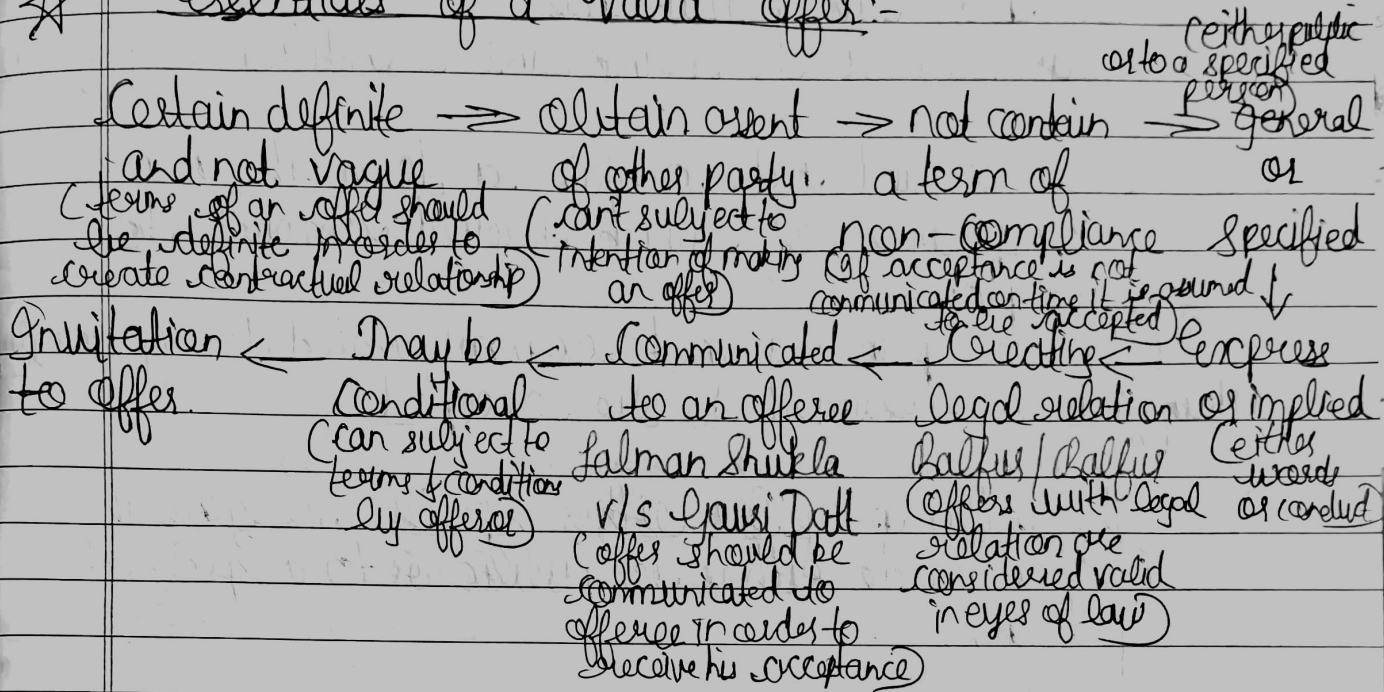 ☆ Essentials of a Valid Offer:-
Certain definite →
and not vague
(terms of an offer should
be definite in order to
create contractual relationship)
obtain assent →
of other party.
(can't subject to
intention of making
an offer)
not contain →
a term of
non-compliance
(if acceptance is not
communicated on time it is assumed
to be accepted)
(either public
or to a specified
person)
general
or
specified
↓
express
or implied
(either
words
or conduct)
← Creating
legal relation
Balfur/Balfur
(offers with legal
relation are
considered valid
in eyes of law)
← Communicated
to an offeree
Lalman Shukla
v/s Gauri Datt
(offer should be
communicated to
offeree in order to
receive his acceptance)
← May be
conditional
(can subject to
terms & conditions
by offeror)
← Invitation
to offer.